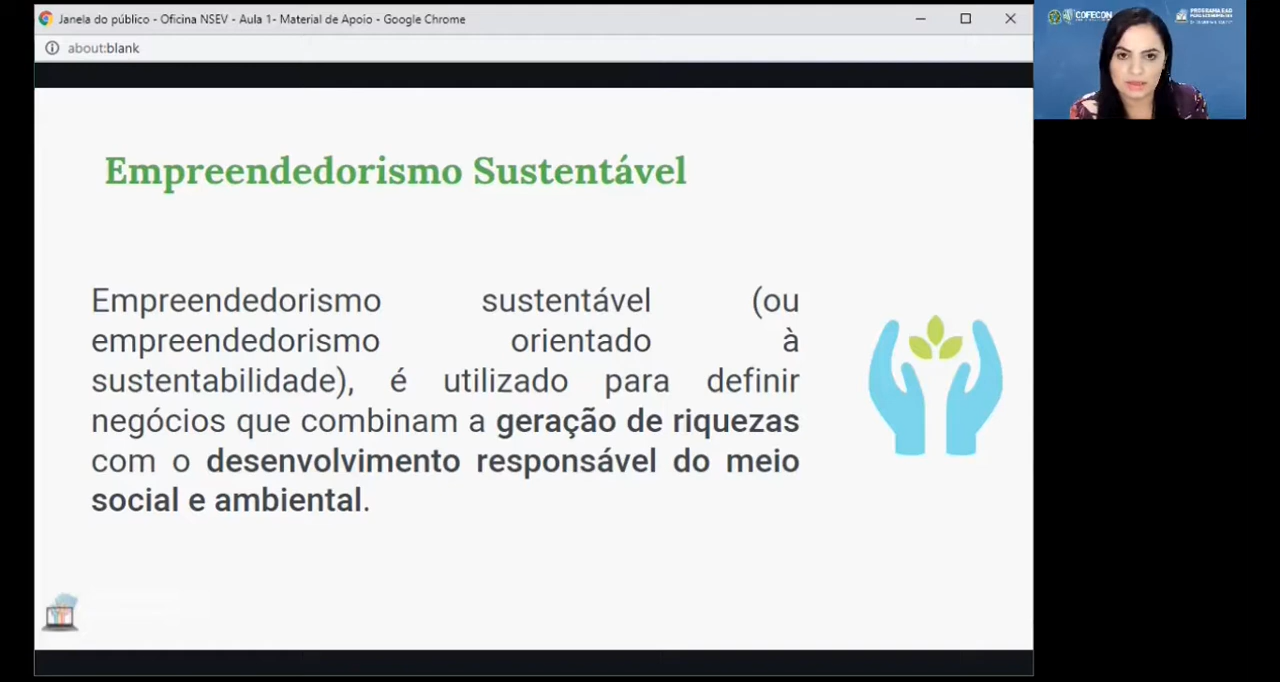 Janela do público - Oficina NSEV - Aula 1- Material de Apoio - Google Chrome
about:blank
COFECON
PROGRAMA EAD
Empreendedorismo Sustentável
Empreendedorismo sustentável (ou
empreendedorismo orientado à
sustentabilidade), é utilizado para definir
negócios que combinam a geração de riquezas
com o desenvolvimento responsável do meio
social e ambiental.